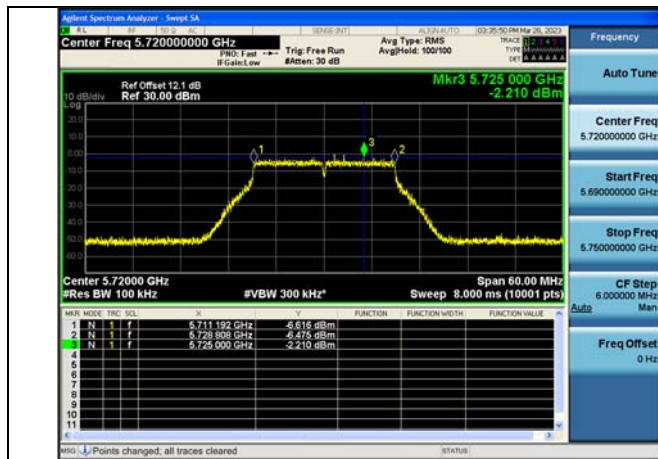 Agilent Spectrum Analyzer - Swept SA
RL RF 50 Ω AC SENSE:INT ALIGN AUTO 03:35:50 PM Mar 28, 2023
Center Freq 5.720000000 GHz
PNO: Fast
IFGain:Low
Trig: Free Run
#Atten: 30 dB
Avg Type: RMS
Avg|Hold: 100/100
TRACE 1 2 3 4 5 6
TYPE
DET A A A A A A
Ref Offset 12.1 dB
Ref 30.00 dBm
10 dB/div
Log
Mkr3 5.725 000 GHz
-2.210 dBm
20.0
10.0
0.00
-10.0
-20.0
-30.0
-40.0
-50.0
-60.0
1
3
2
Center 5.72000 GHz
Span 60.00 MHz
#Res BW 100 kHz #VBW 300 kHz* Sweep 8.000 ms (10001 pts)
MKR MODE TRC SCL X Y FUNCTION FUNCTION WIDTH FUNCTION VALUE
1 N 1 f 5.711 192 GHz -6.616 dBm
2 N 1 f 5.728 808 GHz -6.475 dBm
3 N 1 f 5.725 000 GHz -2.210 dBm
4
5
6
7
8
9
10
11
MSG Points changed; all traces cleared STATUS
Frequency
Auto Tune
Center Freq
5.720000000 GHz
Start Freq
5.690000000 GHz
Stop Freq
5.750000000 GHz
CF Step
6.000000 MHz
Auto Man
Freq Offset
0 Hz